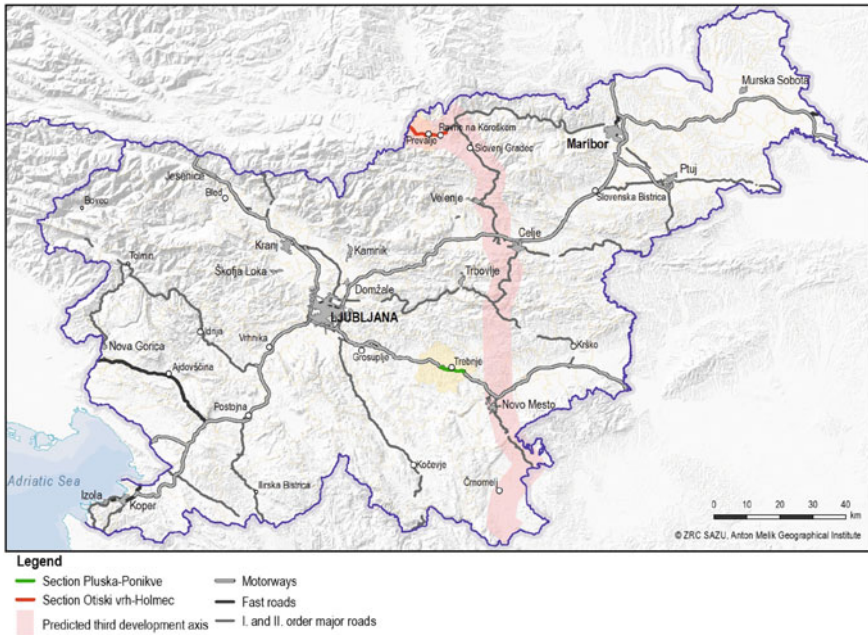 Murska Sobota
Ravne na Koroškem
Prevalje
Slovenj Gradec
Maribor
Ptuj
Jesenice
Bled
Velenje
Slovenska Bistrica
Bovec
Celje
Kranj
Kamnik
Tolmin
Škofja Loka
Trbovlje
Domžale
LJUBLJANA
Idrija
Vrhnika
Nova Gorica
Grosuplje
Trebnje
Krško
Ajdovščina
Postojna
Novo Mesto
Kočevje
Adriatic Sea
Ilirska Bistrica
Črnomelj
Izola
Koper
0 10 20 30 40
km
© ZRC SAZU, Anton Melik Geographical Institute
Legend
Section Pluska-Ponikve
Motorways
Section Otiski vrh-Holmec
Fast roads
Predicted third development axis
I. and II. order major roads